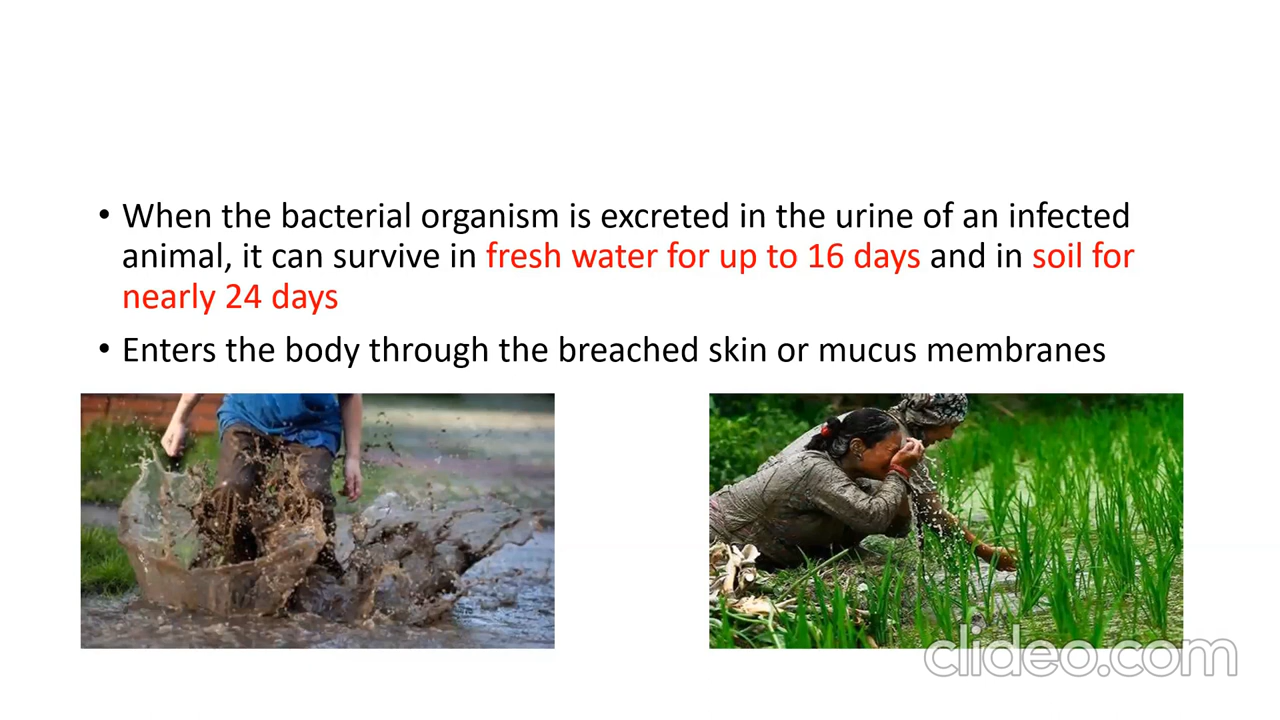 • When the bacterial organism is excreted in the urine of an infected
animal, it can survive in fresh water for up to 16 days and in soil for
nearly 24 days
• Enters the body through the breached skin or mucus membranes
clideo.com